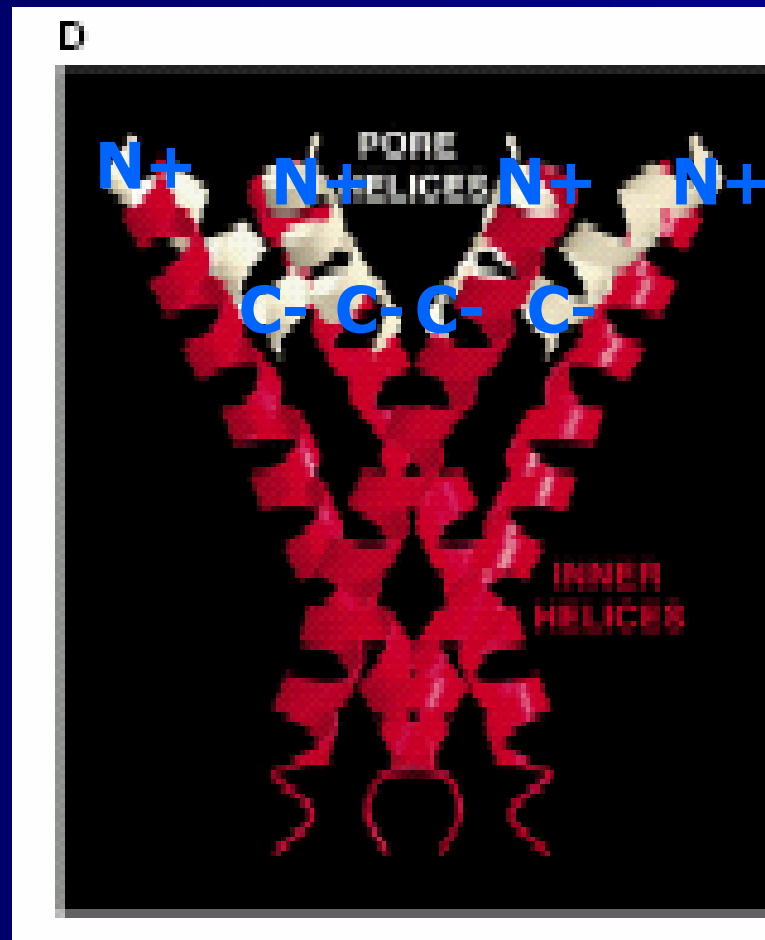 D
PORE
HELICES
N+ N+ N+ N+
C- C- C- C-
INNER
HELICES